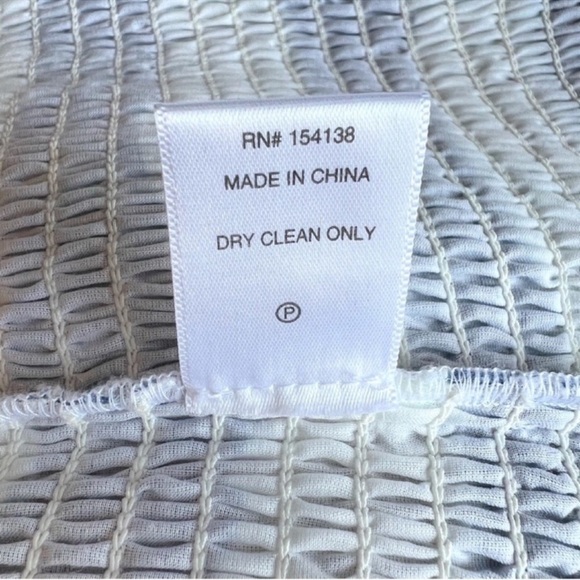 RN# 154138
MADE IN CHINA
DRY CLEAN ONLY
Ⓟ